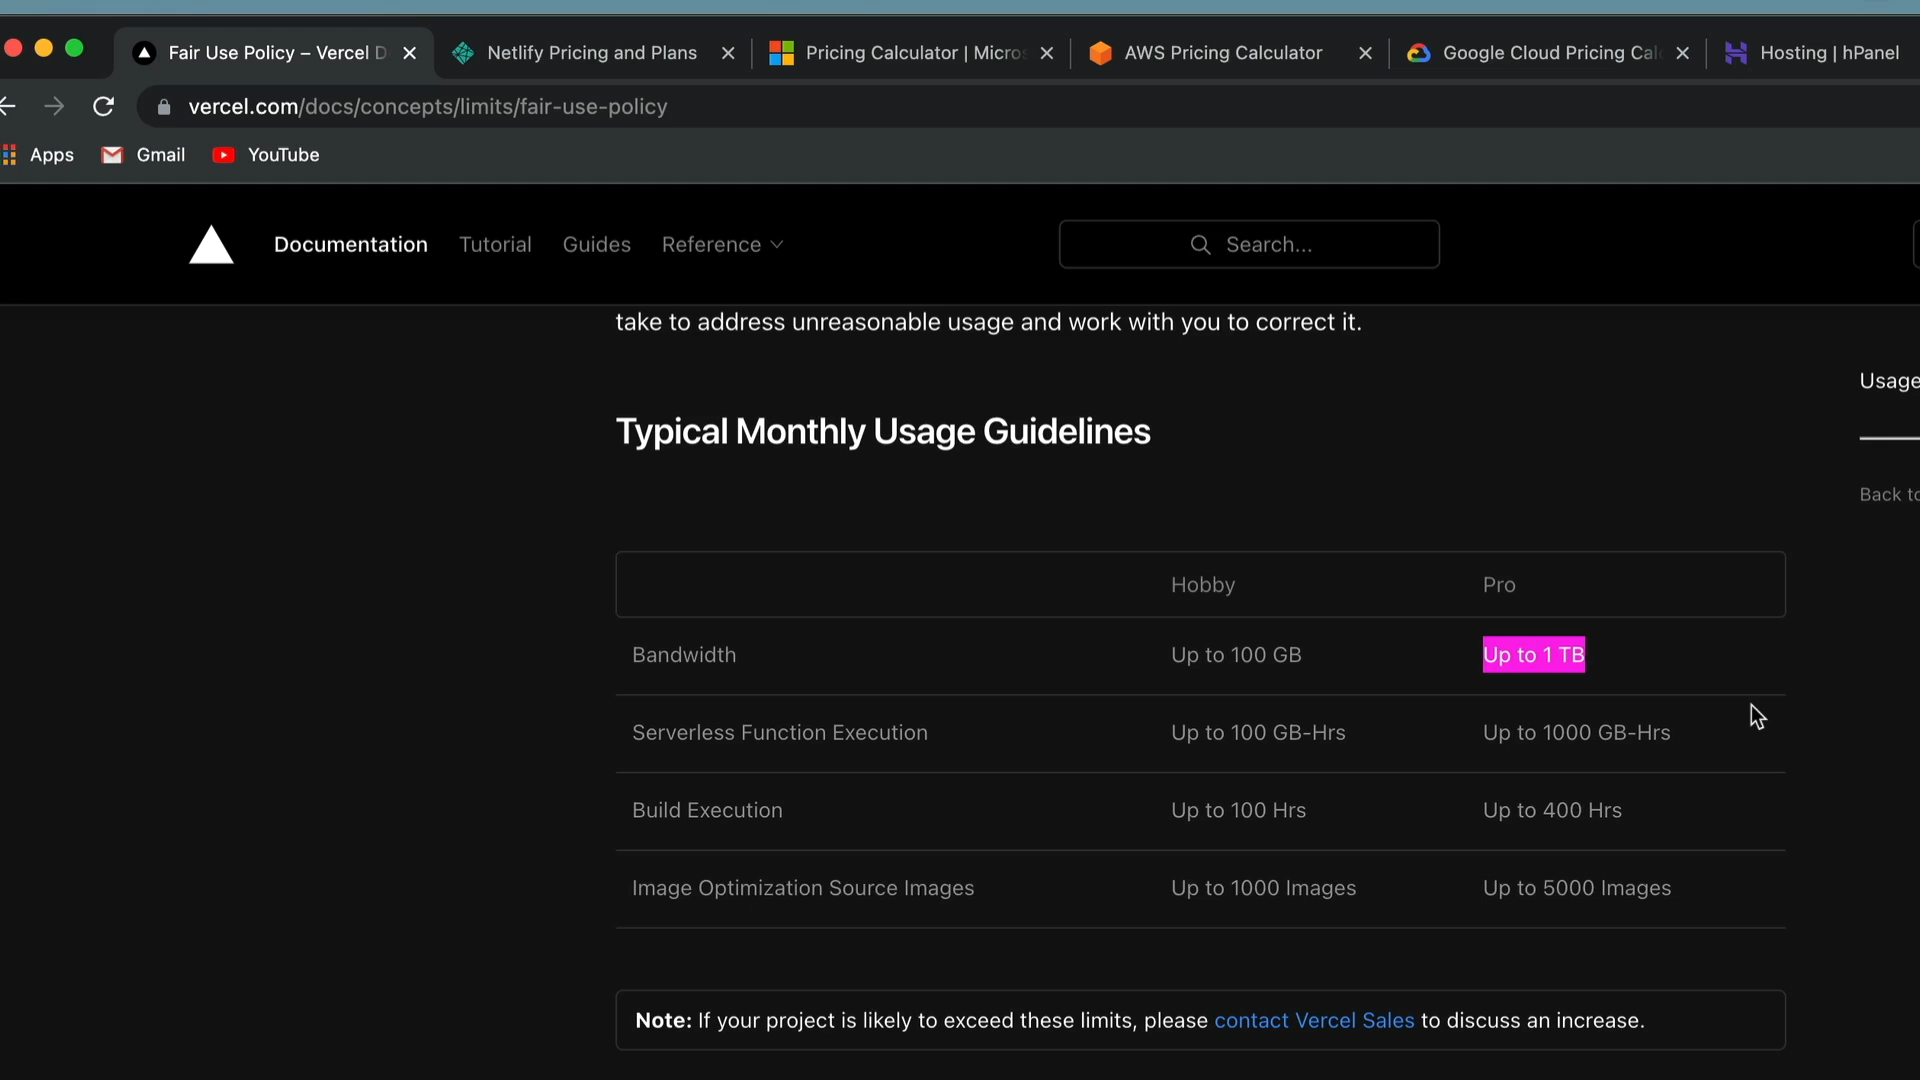 Fair Use Policy – Vercel D
Netlify Pricing and Plans
Pricing Calculator | Micros
AWS Pricing Calculator
Google Cloud Pricing Cal
Hosting | hPanel
vercel.com/docs/concepts/limits/fair-use-policy
Apps
Gmail
YouTube
Documentation
Tutorial
Guides
Reference
Search...
take to address unreasonable usage and work with you to correct it.
Usage
Typical Monthly Usage Guidelines
Back to
Hobby
Pro
Bandwidth
Up to 100 GB
Up to 1 TB
Serverless Function Execution
Up to 100 GB-Hrs
Up to 1000 GB-Hrs
Build Execution
Up to 100 Hrs
Up to 400 Hrs
Image Optimization Source Images
Up to 1000 Images
Up to 5000 Images
Note: If your project is likely to exceed these limits, please contact Vercel Sales to discuss an increase.